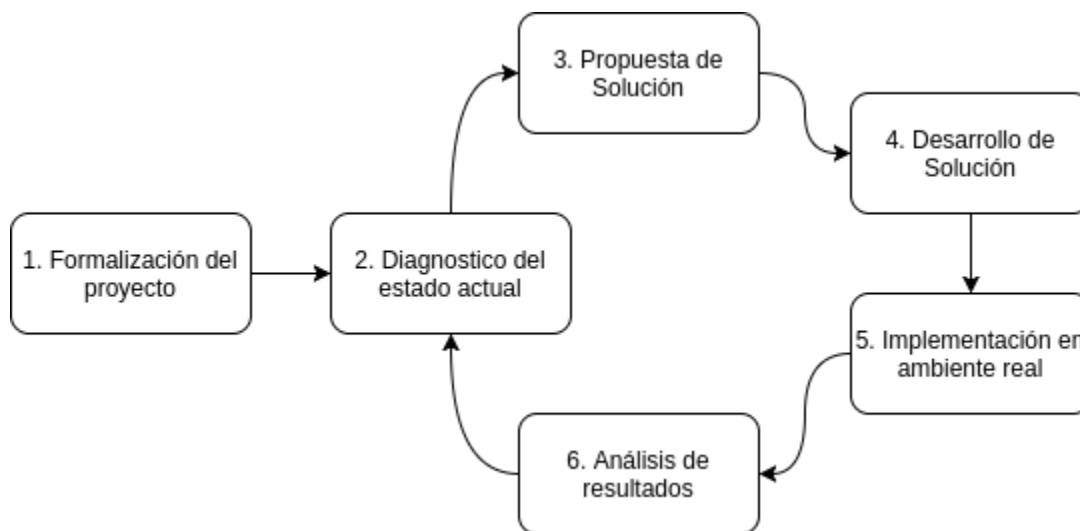 1. Formalización del
proyecto
2. Diagnostico del
estado actual
3. Propuesta de
Solución
4. Desarrollo de
Solución
5. Implementación en
ambiente real
6. Análisis de
resultados